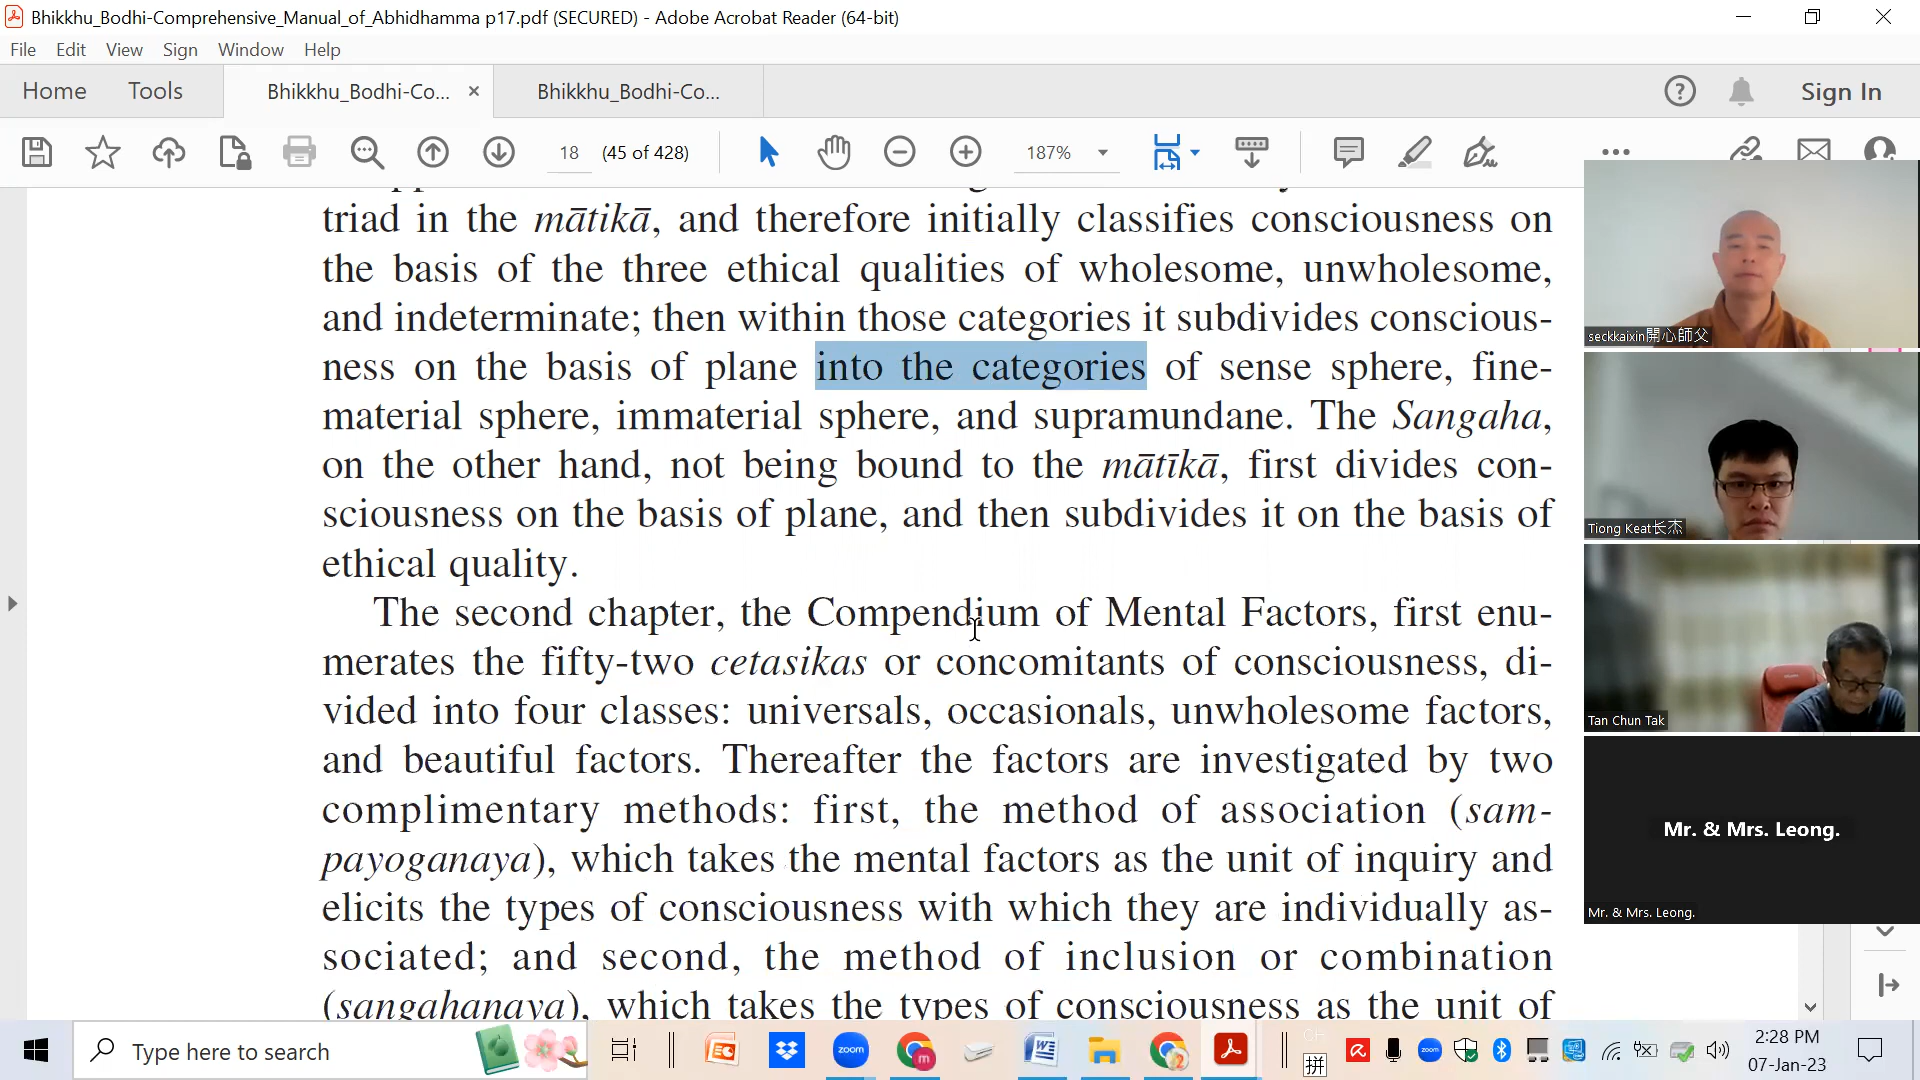 Bhikkhu_Bodhi-Comprehensive_Manual_of_Abhidhamma p17.pdf (SECURED) - Adobe Acrobat Reader (64-bit)
File Edit View Sign Window Help
Home Tools Bhikkhu_Bodhi-Co... × Bhikkhu_Bodhi-Co... Sign In
18 (45 of 428) 187%
triad in the mātikā, and therefore initially classifies consciousness on
the basis of the three ethical qualities of wholesome, unwholesome,
and indeterminate; then within those categories it subdivides conscious-
ness on the basis of plane into the categories of sense sphere, fine-
material sphere, immaterial sphere, and supramundane. The Sangaha,
on the other hand, not being bound to the mātīkā, first divides con-
sciousness on the basis of plane, and then subdivides it on the basis of
ethical quality.
The second chapter, the Compendium of Mental Factors, first enu-
merates the fifty-two cetasikas or concomitants of consciousness, di-
vided into four classes: universals, occasionals, unwholesome factors,
and beautiful factors. Thereafter the factors are investigated by two
complimentary methods: first, the method of association (sam-
payoganaya), which takes the mental factors as the unit of inquiry and
elicits the types of consciousness with which they are individually as-
sociated; and second, the method of inclusion or combination
(sangahanaya), which takes the types of consciousness as the unit of
seckkaixin開心師父
Tiong Keat长杰
Tan Chun Tak
Mr. & Mrs. Leong.
Mr. & Mrs. Leong.
Type here to search
zoom
CH
拼
zoom
2:28 PM
07-Jan-23